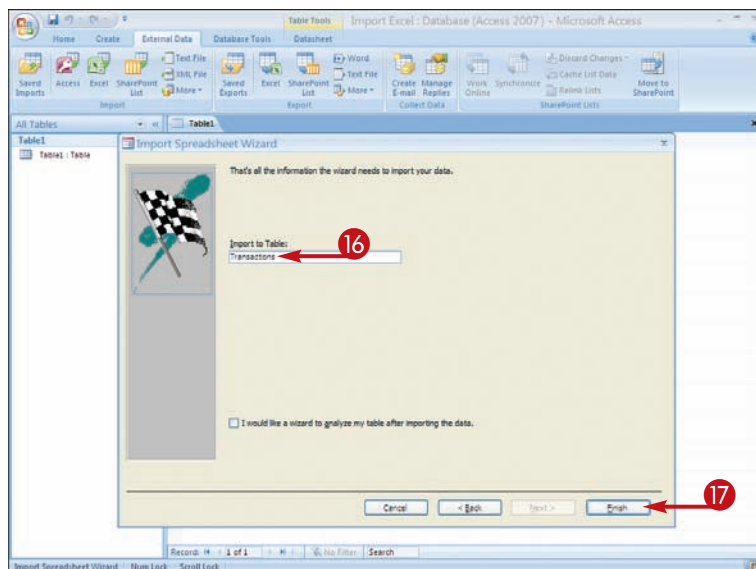 Table Tools Import Excel : Database (Access 2007) - Microsoft Access
Home Create External Data Database Tools Datasheet
Saved Imports
Access
Excel
SharePoint List
Text File
XML File
More
Import
Saved Exports
Excel
SharePoint List
Word
Text File
More
Export
Create E-mail
Manage Replies
Collect Data
Work Online
Synchronize
Discard Changes
Cache List Data
Relink Lists
Move to SharePoint
SharePoint Lists
All Tables
Table1
Table1
Table1 : Table
Import Spreadsheet Wizard
That's all the information the wizard needs to import your data.
Import to Table:
16
Transactions
I would like a wizard to analyze my table after importing the data.
17
Cancel
< Back
Next >
Finish
Record: 1 of 1 No Filter Search
Import Spreadsheet Wizard Num Lock Scroll Lock